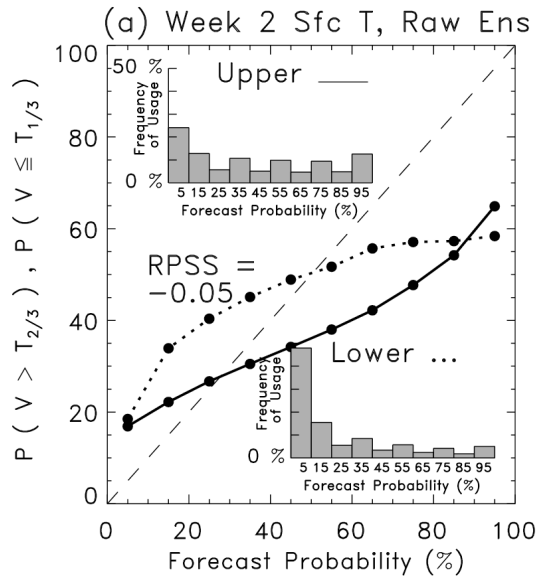 (a) Week 2 Sfc T, Raw Ens
P ( V > T2/3 ) , P ( V ≦ T1/3 )
100
80
60
40
20
0
50 %
Upper
Frequency
of Usage
0 %
5 15 25 35 45 55 65 75 85 95
Forecast Probability (%)
RPSS =
-0.05
Lower ...
Frequency
of Usage
0 %
5 15 25 35 45 55 65 75 85 95
Forecast Probability (%)
0 20 40 60 80 100
Forecast Probability (%)